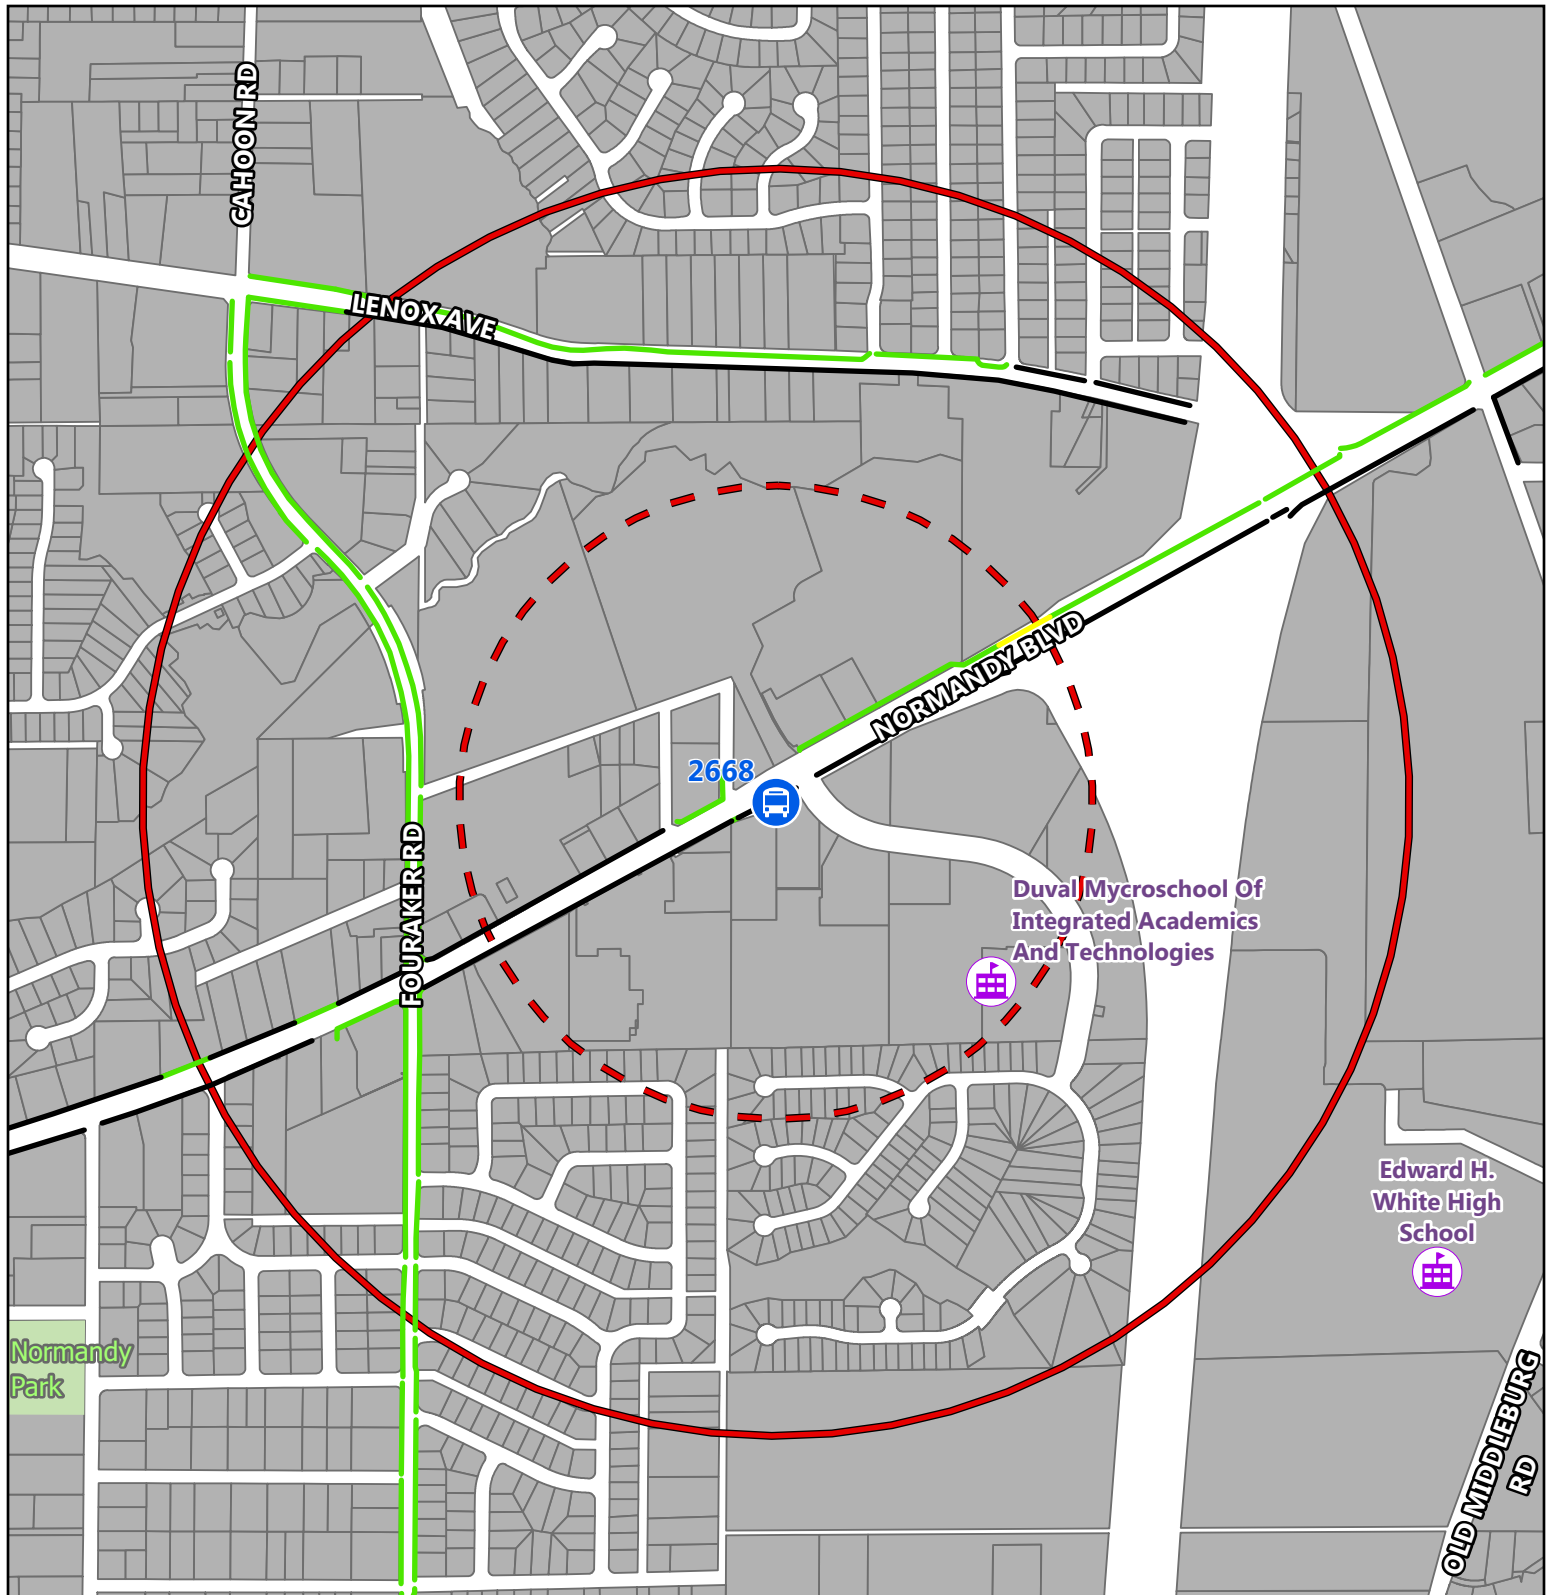 CAHOON RD
LENOX AVE
NORMANDY BLVD
2668
FOURAKER RD
Duval Mycroschool Of
Integrated Academics
And Technologies
Edward H.
White High
School
Normandy
Park
OLD MIDDLEBURG
RD